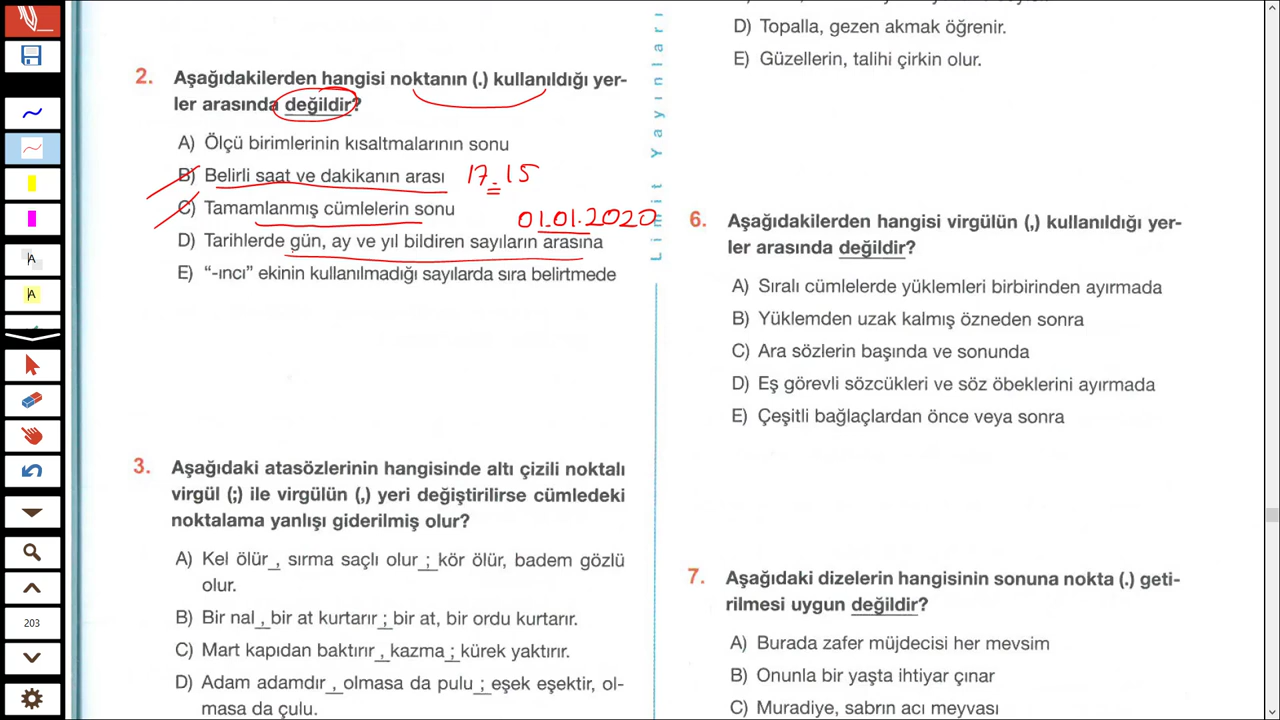 2. Aşağıdakilerden hangisi noktanın (.) kullanıldığı yer-
ler arasında değildir?
A) Ölçü birimlerinin kısaltmalarının sonu
B) Belirli saat ve dakikanın arası 17.15
C) Tamamlanmış cümlelerin sonu
01.01.2020
D) Tarihlerde gün, ay ve yıl bildiren sayıların arasına
E) “-ıncı” ekinin kullanılmadığı sayılarda sıra belirtmede
3. Aşağıdaki atasözlerinin hangisinde altı çizili noktalı
virgül (;) ile virgülün (,) yeri değiştirilirse cümledeki
noktalama yanlışı giderilmiş olur?
A) Kel ölür , sırma saçlı olur ; kör ölür, badem gözlü
olur.
B) Bir nal , bir at kurtarır ; bir at, bir ordu kurtarır.
C) Mart kapıdan baktırır , kazma ; kürek yaktırır.
D) Adam adamdır , olmasa da pulu ; eşek eşektir, ol-
masa da çulu.
Limit Yayınları
D) Topalla, gezen akmak öğrenir.
E) Güzellerin, talihi çirkin olur.
6. Aşağıdakilerden hangisi virgülün (,) kullanıldığı yer-
ler arasında değildir?
A) Sıralı cümlelerde yüklemleri birbirinden ayırmada
B) Yüklemden uzak kalmış özneden sonra
C) Ara sözlerin başında ve sonunda
D) Eş görevli sözcükleri ve söz öbeklerini ayırmada
E) Çeşitli bağlaçlardan önce veya sonra
7. Aşağıdaki dizelerin hangisinin sonuna nokta (.) geti-
rilmesi uygun değildir?
A) Burada zafer müjdecisi her mevsim
B) Onunla bir yaşta ihtiyar çınar
C) Muradiye, sabrın acı meyvası
A
A
203